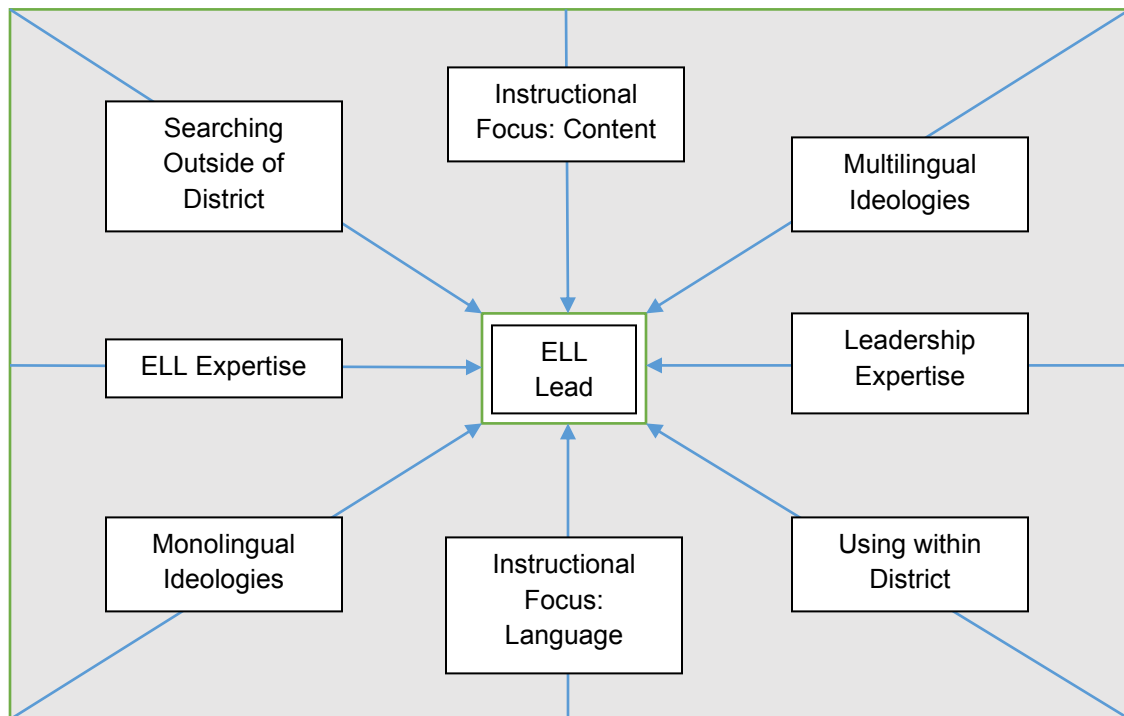 Searching
Outside of
District
Instructional
Focus: Content
Multilingual
Ideologies
ELL Expertise
ELL
Lead
Leadership
Expertise
Monolingual
Ideologies
Instructional
Focus:
Language
Using within
District